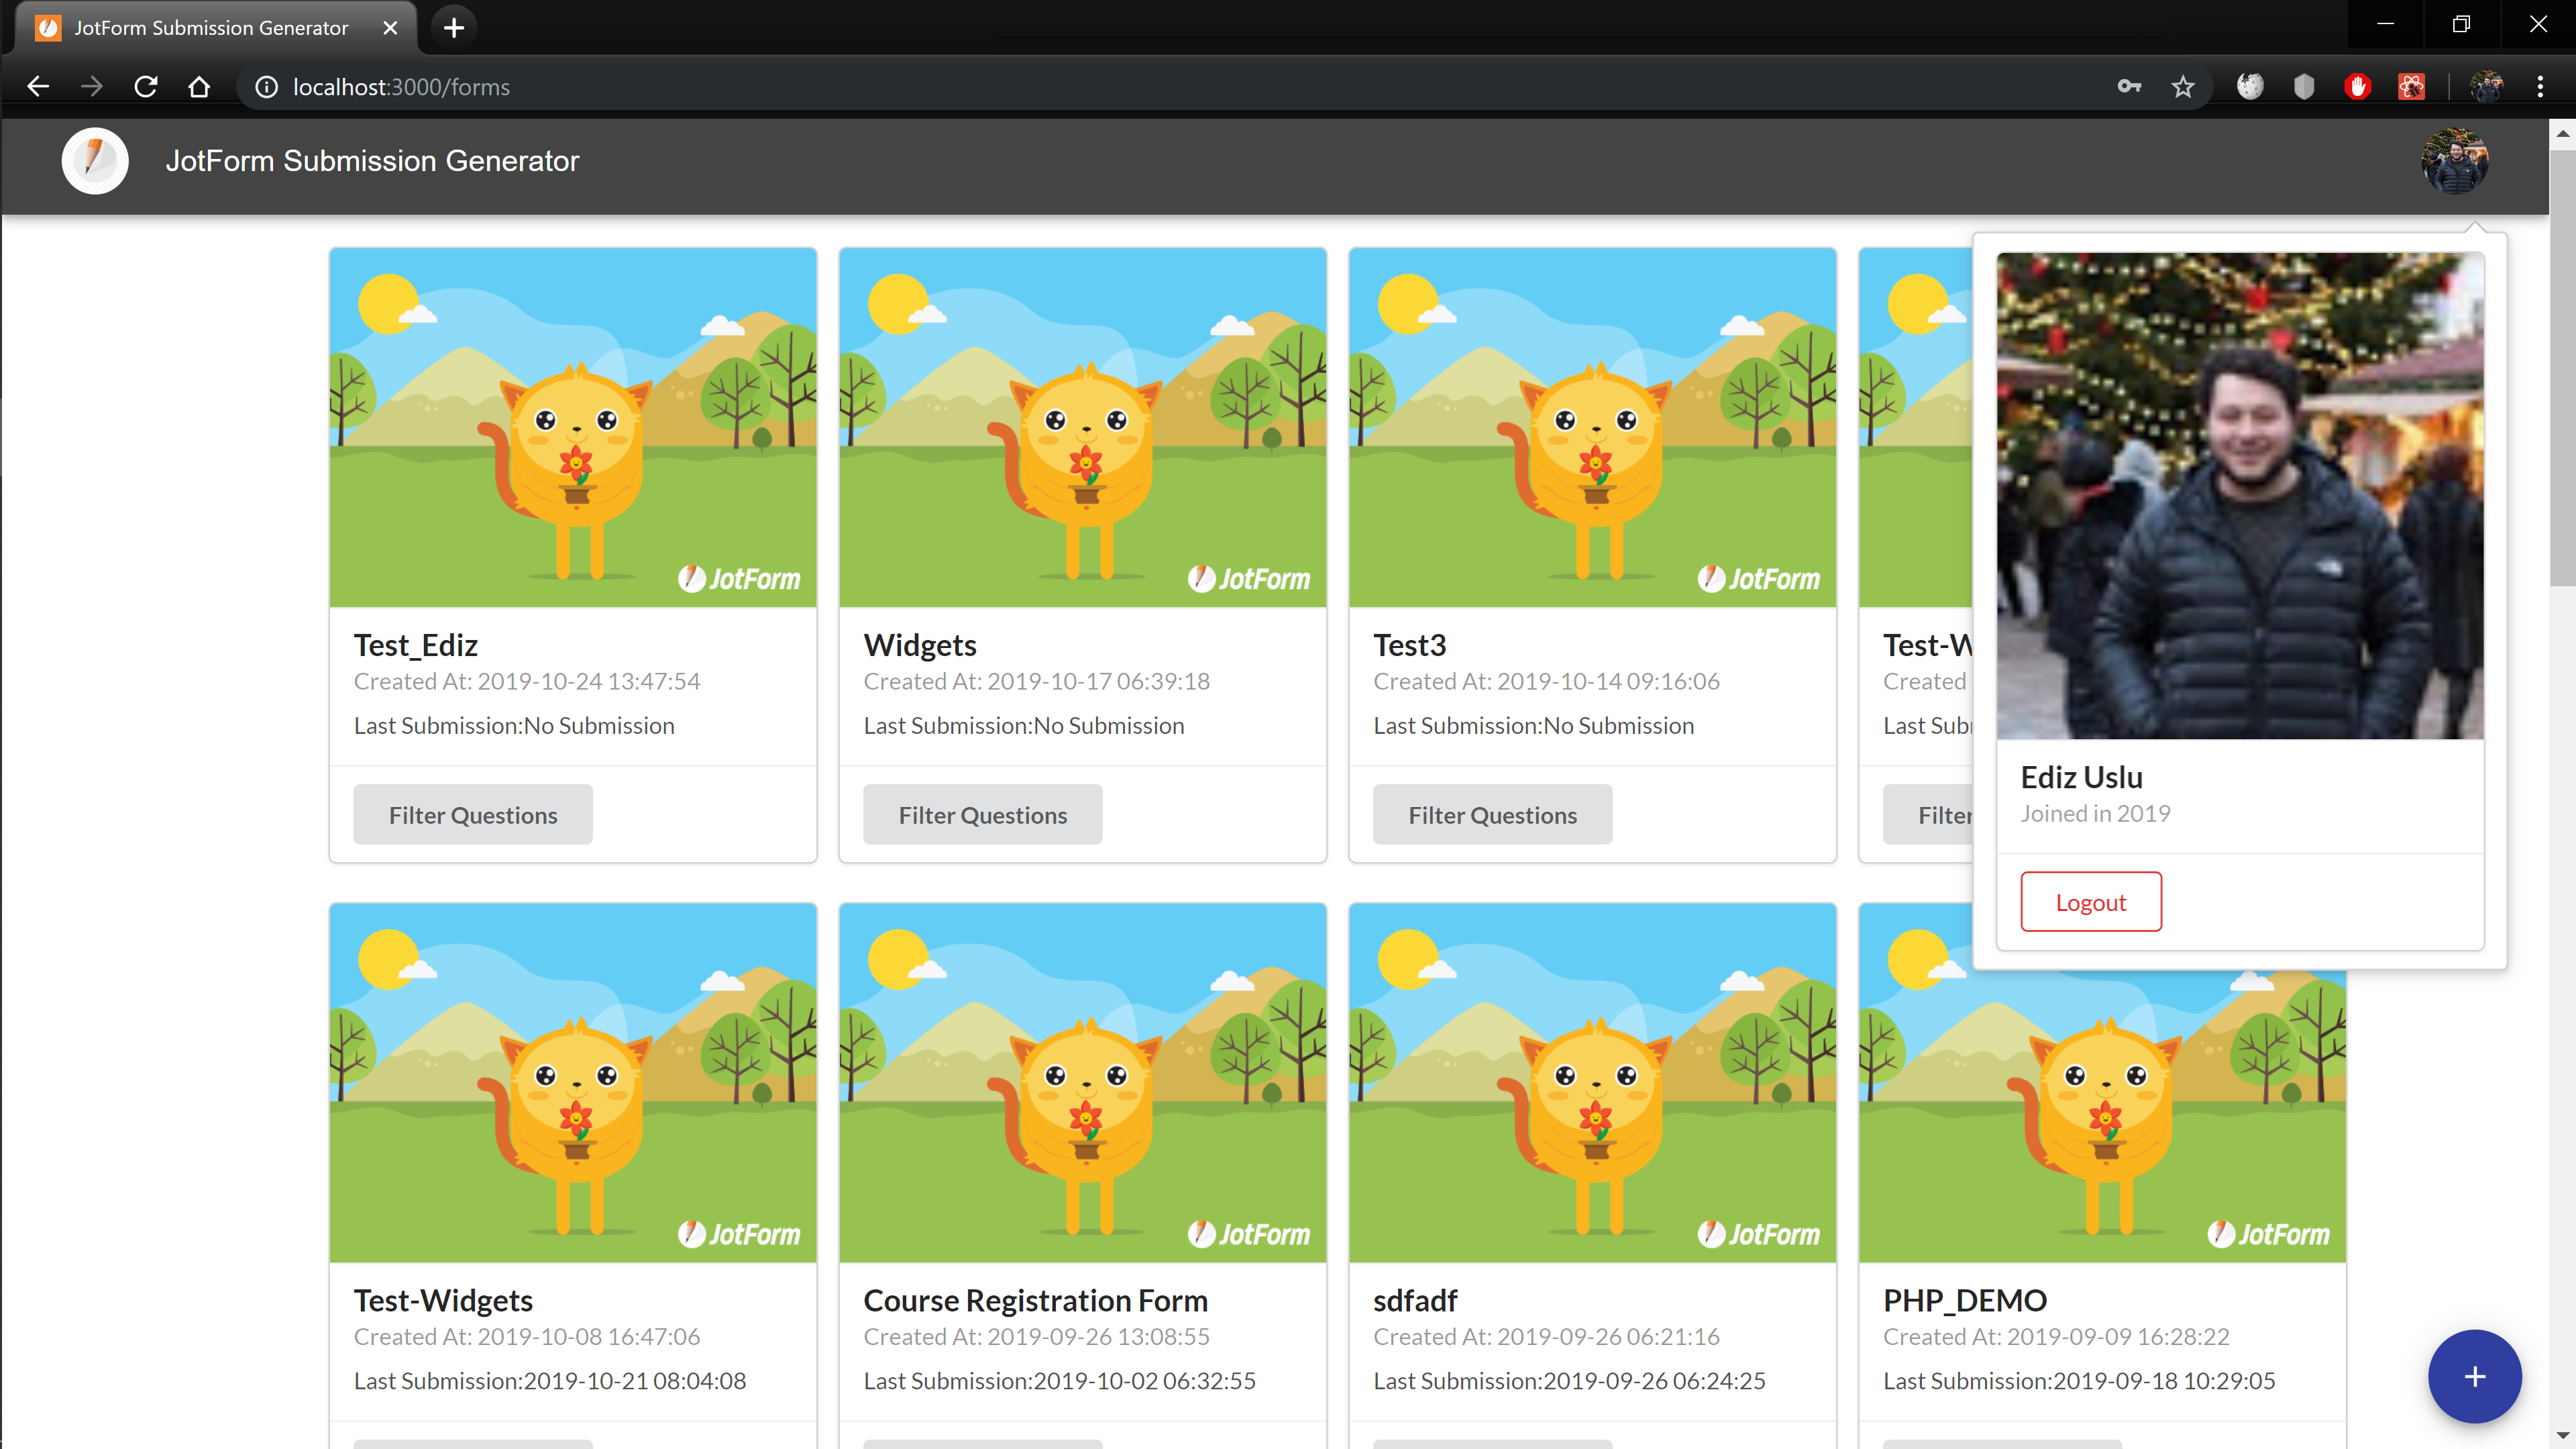 JotForm Submission Generator
localhost:3000/forms
JotForm Submission Generator
JotForm
JotForm
JotForm
Test_Ediz
Created At: 2019-10-24 13:47:54
Last Submission:No Submission
Filter Questions
Widgets
Created At: 2019-10-17 06:39:18
Last Submission:No Submission
Filter Questions
Test3
Created At: 2019-10-14 09:16:06
Last Submission:No Submission
Filter Questions
Test-W
Created
Last Sub
Filter
Ediz Uslu
Joined in 2019
Logout
JotForm
JotForm
JotForm
JotForm
Test-Widgets
Created At: 2019-10-08 16:47:06
Last Submission:2019-10-21 08:04:08
Course Registration Form
Created At: 2019-09-26 13:08:55
Last Submission:2019-10-02 06:32:55
sdfadf
Created At: 2019-09-26 06:21:16
Last Submission:2019-09-26 06:24:25
PHP_DEMO
Created At: 2019-09-09 16:28:22
Last Submission:2019-09-18 10:29:05